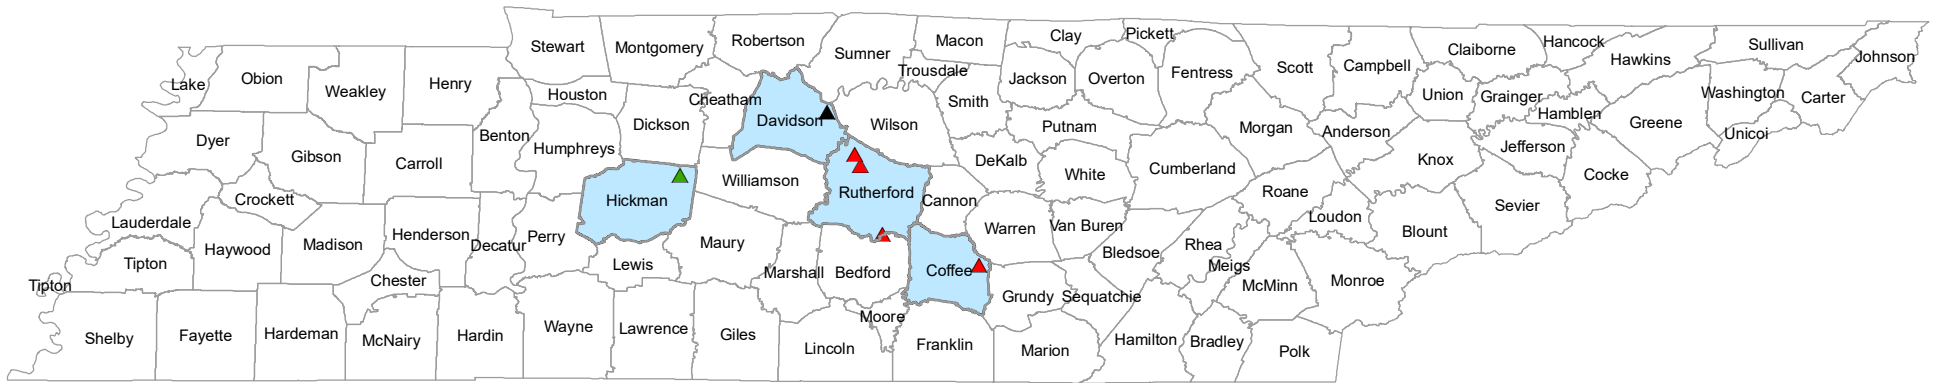 Stewart
Montgomery
Robertson
Sumner
Macon
Clay
Pickett
Lake
Obion
Weakley
Henry
Houston
Cheatham
Trousdale
Jackson
Overton
Fentress
Scott
Campbell
Claiborne
Hancock
Hawkins
Sullivan
Johnson
Dyer
Gibson
Carroll
Benton
Humphreys
Dickson
Davidson
Wilson
Smith
Putnam
Morgan
Anderson
Union
Grainger
Hamblen
Greene
Washington
Unicoi
Carter
Lauderdale
Crockett
Hickman
Williamson
Rutherford
Cannon
DeKalb
White
Cumberland
Roane
Loudon
Knox
Jefferson
Sevier
Cocke
Tipton
Haywood
Madison
Henderson
Decatur
Perry
Lewis
Maury
Marshall
Bedford
Coffee
Warren
Van Buren
Bledsoe
Rhea
Meigs
McMinn
Monroe
Blount
Tipton
Chester
Moore
Grundy
Sequatchie
Shelby
Fayette
Hardeman
McNairy
Hardin
Wayne
Lawrence
Giles
Lincoln
Franklin
Marion
Hamilton
Bradley
Polk